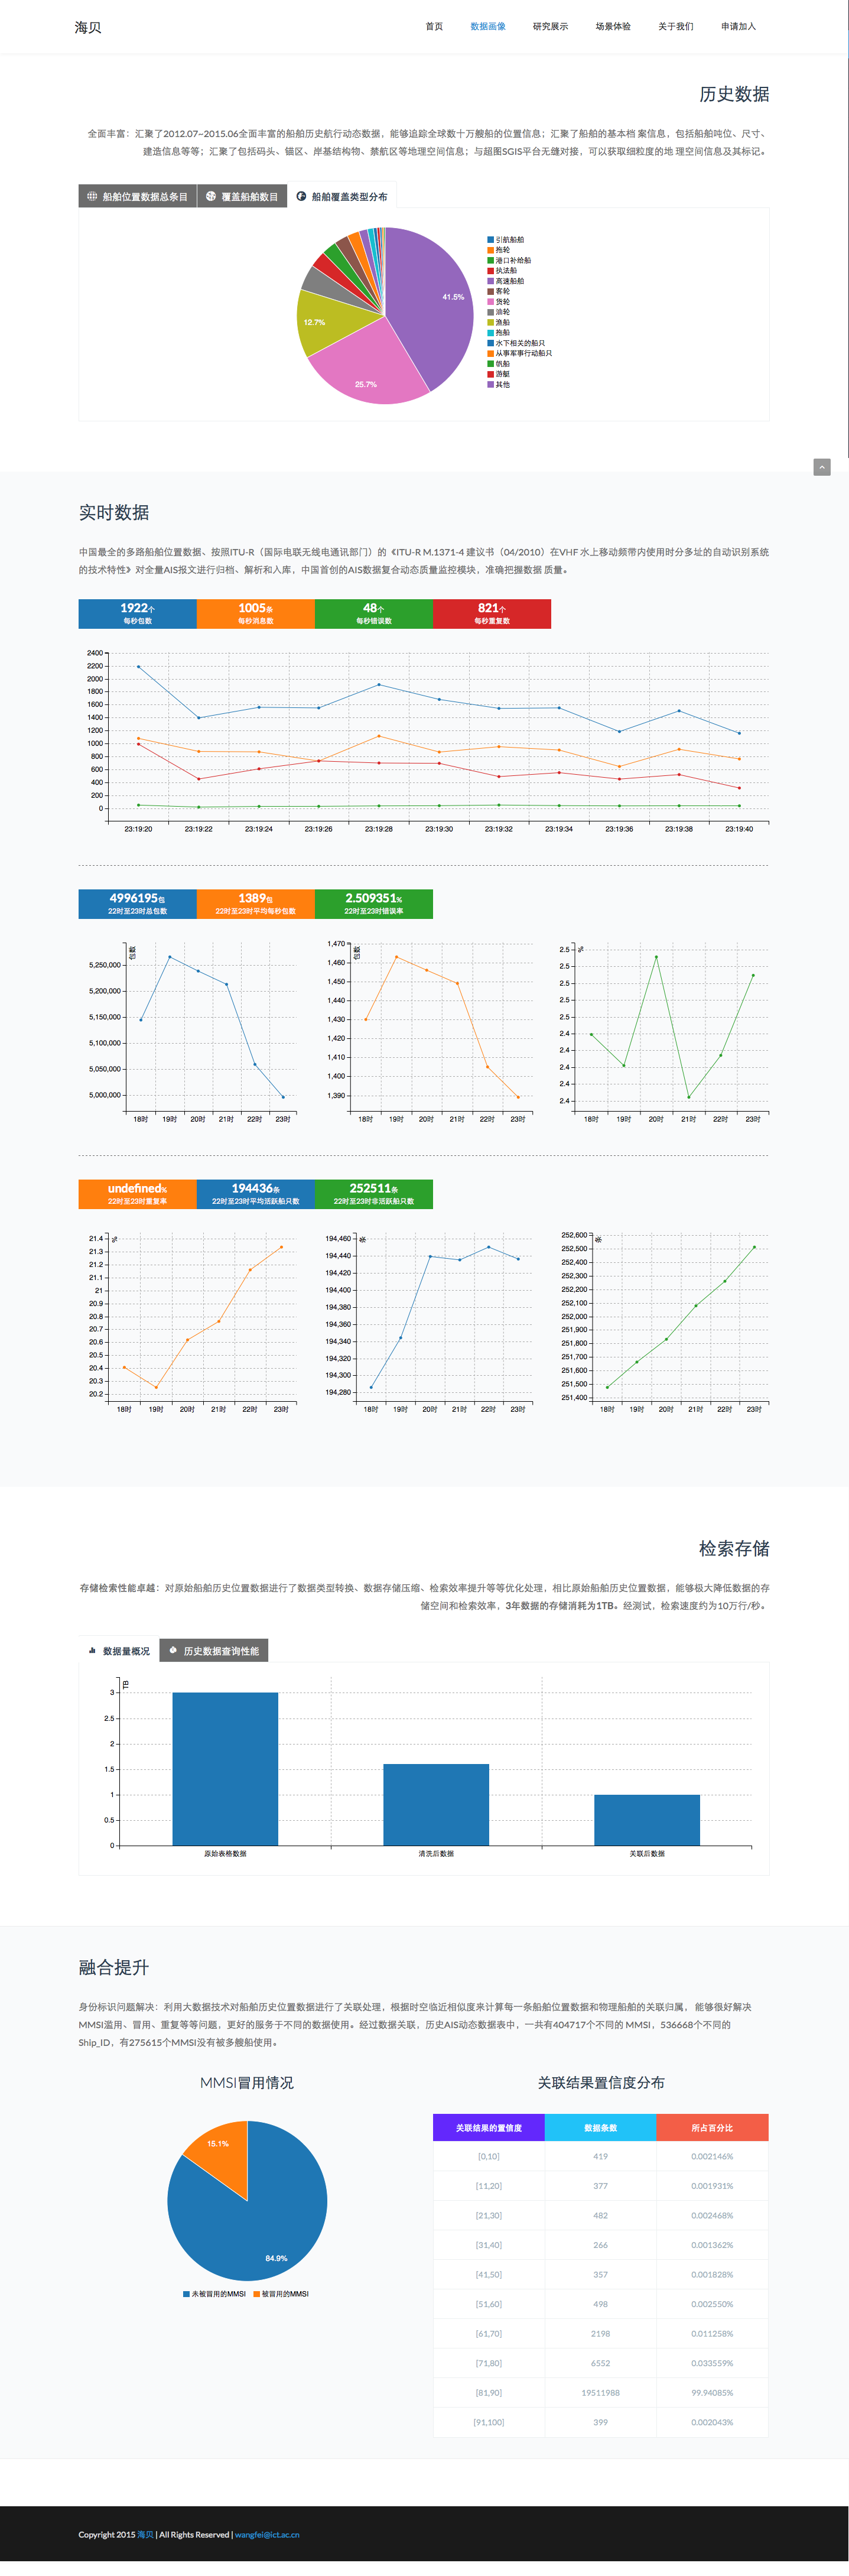 海贝
首页 数据画像 研究展示 场景体验 关于我们 申请加入
历史数据
全面丰富：汇聚了2012.07~2015.06全面丰富的船舶历史航行动态数据，能够追踪全球数十万艘船的位置信息；汇聚了船舶的基本档 案信息，包括船舶吨位、尺寸、
建造信息等等；汇聚了包括码头、锚区、岸基结构物、禁航区等地理空间信息；与超图SGIS平台无缝对接，可以获取细粒度的地 理空间信息及其标记。
船舶位置数据总条目 覆盖船舶数目 船舶覆盖类型分布
41.5%
12.7%
25.7%
引航船舶
拖轮
港口补给船
执法船
高速船舶
客轮
货轮
油轮
渔船
拖船
水下相关的船只
从事军事行动船只
帆船
游艇
其他
实时数据
中国最全的多路船舶位置数据、按照ITU-R（国际电联无线电通讯部门）的《ITU-R M.1371-4 建议书（04/2010）在VHF 水上移动频带内使用时分多址的自动识别系统
的技术特性》对全量AIS报文进行归档、解析和入库，中国首创的AIS数据复合动态质量监控模块，准确把握数据 质量。
1922个 1005条 48个 821个
每秒包数 每秒消息数 每秒错误数 每秒重复数
2400
2200
2000
1800
1600
1400
1200
1000
800
600
400
200
0
23:19:20 23:19:22 23:19:24 23:19:26 23:19:28 23:19:30 23:19:32 23:19:34 23:19:36 23:19:38 23:19:40
4996195包 1389包 2.509351%
22时至23时总包数 22时至23时平均每秒包数 22时至23时错误率
包数
5,250,000
5,200,000
5,150,000
5,100,000
5,050,000
5,000,000
18时 19时 20时 21时 22时 23时
包数
1,470
1,460
1,450
1,440
1,430
1,420
1,410
1,400
1,390
18时 19时 20时 21时 22时 23时
%
2.5
2.5
2.5
2.5
2.5
2.4
2.4
2.4
2.4
2.4
18时 19时 20时 21时 22时 23时
undefined% 194436条 252511条
22时至23时重复率 22时至23时平均活跃船只数 22时至23时非活跃船只数
%
21.4
21.3
21.2
21.1
21
20.9
20.8
20.7
20.6
20.5
20.4
20.3
20.2
18时 19时 20时 21时 22时 23时
条
194,460
194,440
194,420
194,400
194,380
194,360
194,340
194,320
194,300
194,280
18时 19时 20时 21时 22时 23时
条
252,600
252,500
252,400
252,300
252,200
252,100
252,000
251,900
251,800
251,700
251,600
251,500
251,400
18时 19时 20时 21时 22时 23时
检索存储
存储检索性能卓越：对原始船舶历史位置数据进行了数据类型转换、数据存储压缩、检索效率提升等等优化处理，相比原始船舶历史位置数据，能够极大降低数据的存
储空间和检索效率，3年数据的存储消耗为1TB。经测试，检索速度约为10万行/秒。
数据量概况 历史数据查询性能
TB
3
2.5
2
1.5
1
0.5
0
原始表格数据 清洗后数据 关联后数据
融合提升
身份标识问题解决：利用大数据技术对船舶历史位置数据进行了关联处理，根据时空临近相似度来计算每一条船舶位置数据和物理船舶的关联归属， 能够很好解决
MMSI滥用、冒用、重复等等问题，更好的服务于不同的数据使用。经过数据关联，历史AIS动态数据表中，一共有404717个不同的 MMSI，536668个不同的
Ship_ID，有275615个MMSI没有被多艘船使用。
MMSI冒用情况
15.1%
84.9%
未被冒用的MMSI 被冒用的MMSI
关联结果置信度分布
关联结果的置信度 数据条数 所占百分比
[0,10] 419 0.002146%
[11,20] 377 0.001931%
[21,30] 482 0.002468%
[31,40] 266 0.001362%
[41,50] 357 0.001828%
[51,60] 498 0.002550%
[61,70] 2198 0.011258%
[71,80] 6552 0.033559%
[81,90] 19511988 99.94085%
[91,100] 399 0.002043%
Copyright 2015 海贝 | All Rights Reserved | wangfei@ict.ac.cn